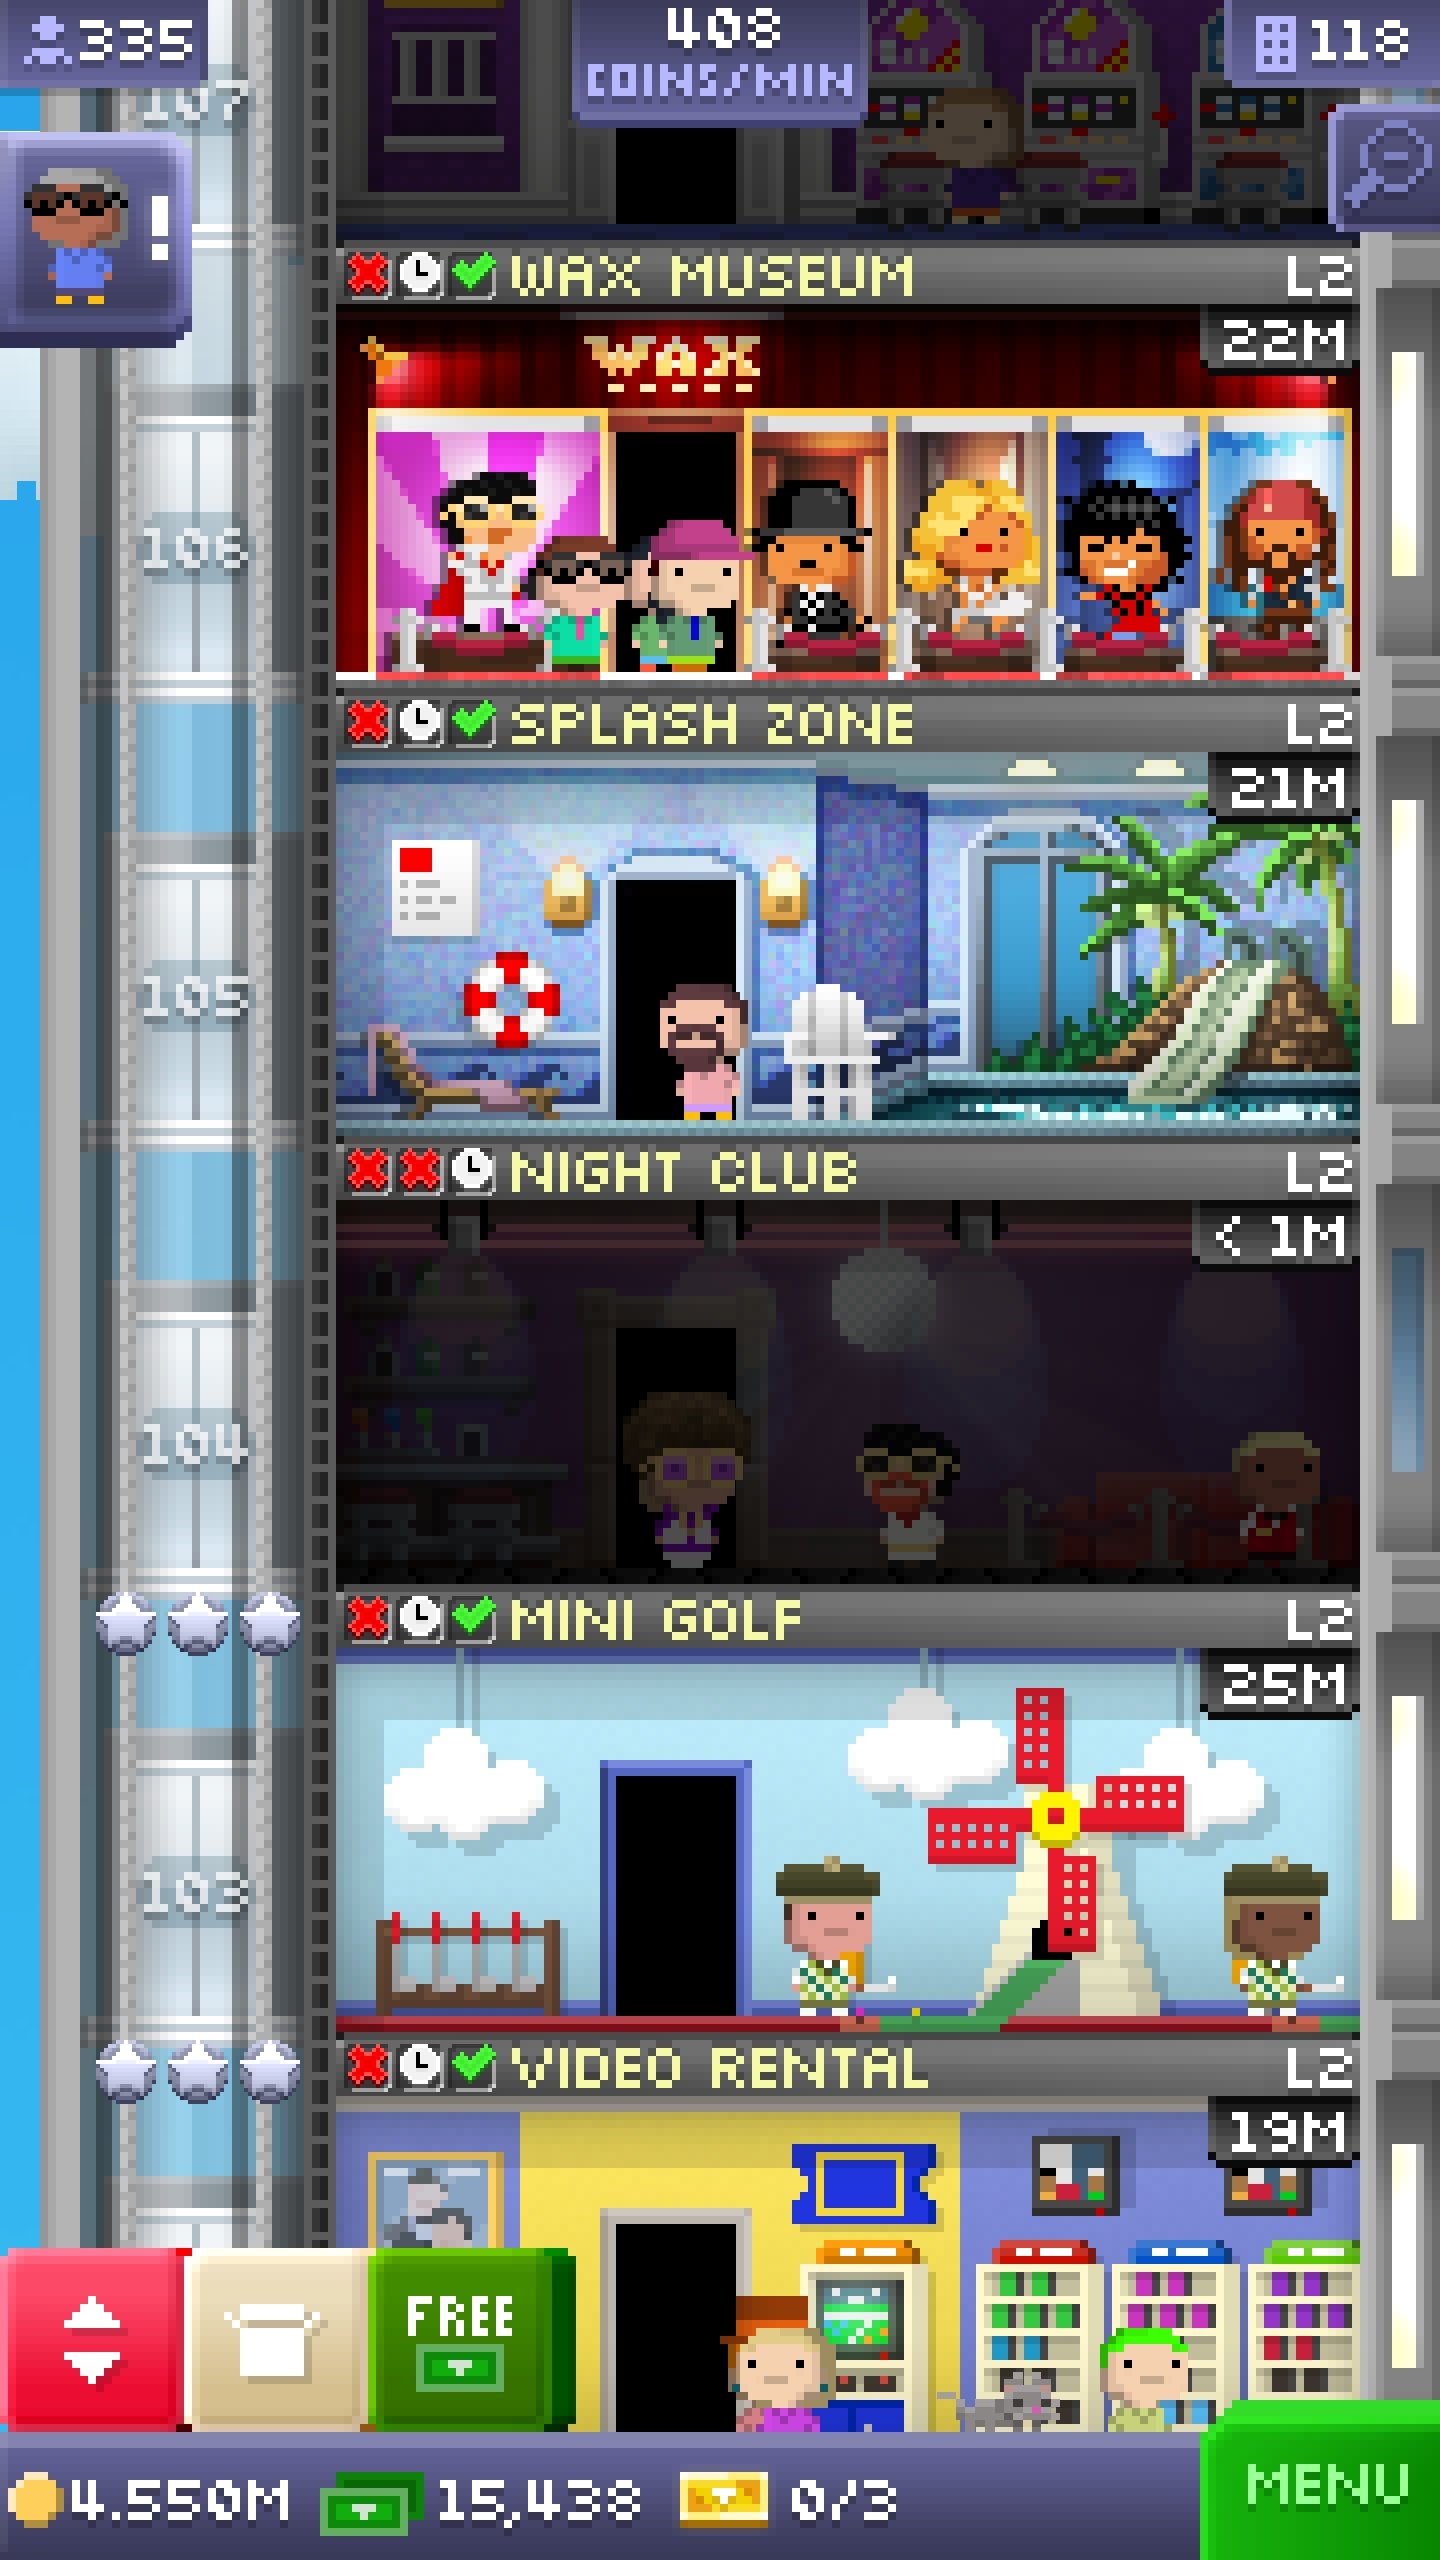 335
408
COINS/MIN
118
107
WAX MUSEUM L2
22M
WAX
106
SPLASH ZONE L2
21M
105
NIGHT CLUB L2
< 1M
104
MINI GOLF L2
25M
103
VIDEO RENTAL L2
19M
FREE
4.550M 15,438 0/3
MENU